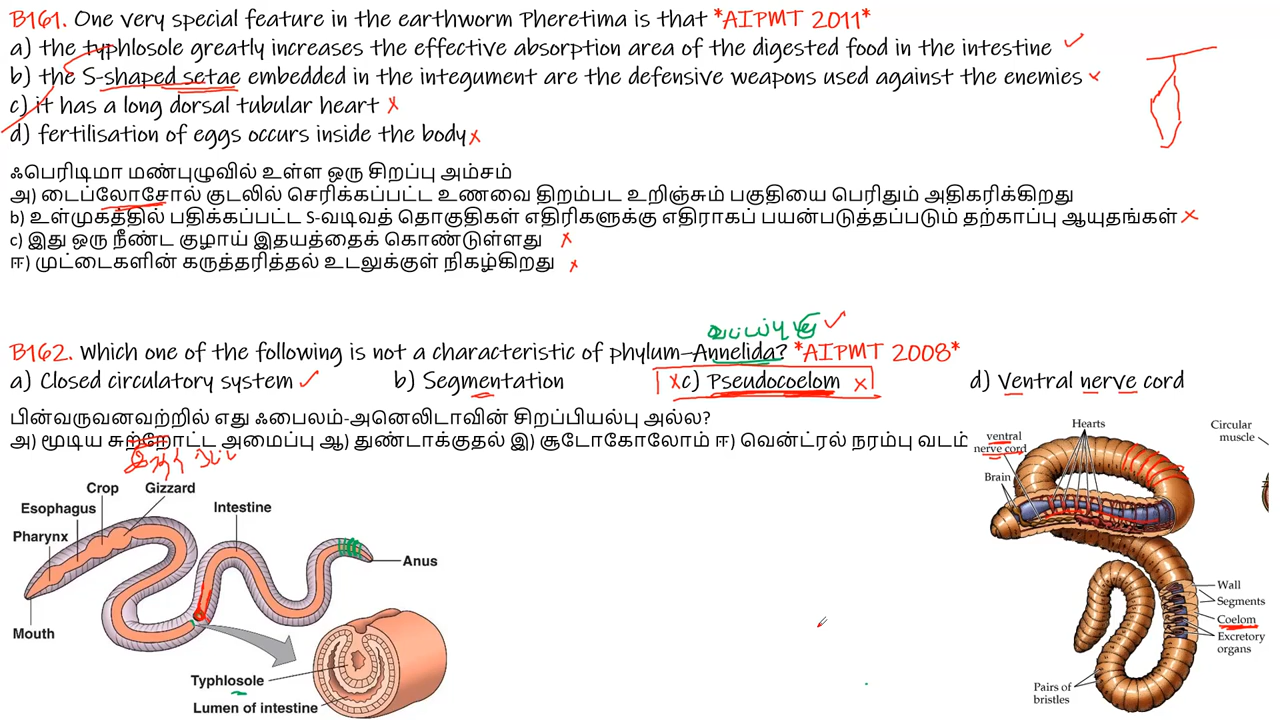 B161. One very special feature in the earthworm Pheretima is that *AIPMT 2011*
a) the typhlosole greatly increases the effective absorption area of the digested food in the intestine
b) the S-shaped setae embedded in the integument are the defensive weapons used against the enemies
c) it has a long dorsal tubular heart
d) fertilisation of eggs occurs inside the body
ஃபெரிடிமா மண்புழுவில் உள்ள ஒரு சிறப்பு அம்சம்
அ) டைப்லோசோல் குடலில் செரிக்கப்பட்ட உணவை திறம்பட உறிஞ்சும் பகுதியை பெரிதும் அதிகரிக்கிறது
b) உள்முகத்தில் பதிக்கப்பட்ட S-வடிவத் தொகுதிகள் எதிரிகளுக்கு எதிராகப் பயன்படுத்தப்படும் தற்காப்பு ஆயுதங்கள்
c) இது ஒரு நீண்ட குழாய் இதயத்தைக் கொண்டுள்ளது
ஈ) முட்டைகளின் கருத்தரித்தல் உடலுக்குள் நிகழ்கிறது
B162. Which one of the following is not a characteristic of phylum-Annelida? *AIPMT 2008*
a) Closed circulatory system b) Segmentation c) Pseudocoelom d) Ventral nerve cord
பின்வருவனவற்றில் எது ஃபைலம்-அனெலிடாவின் சிறப்பியல்பு அல்ல?
அ) மூடிய சுற்றோட்ட அமைப்பு ஆ) துண்டாக்குதல் இ) சூடோகோலோம் ஈ) வென்ட்ரல் நரம்பு வடம்
Crop Gizzard
Esophagus Intestine
Pharynx
Anus
Mouth
Typhlosole
Lumen of intestine
Hearts
ventral
nerve cord
Brain
Circular
muscle
Wall
Segments
Coelom
Excretory
organs
Pairs of
bristles